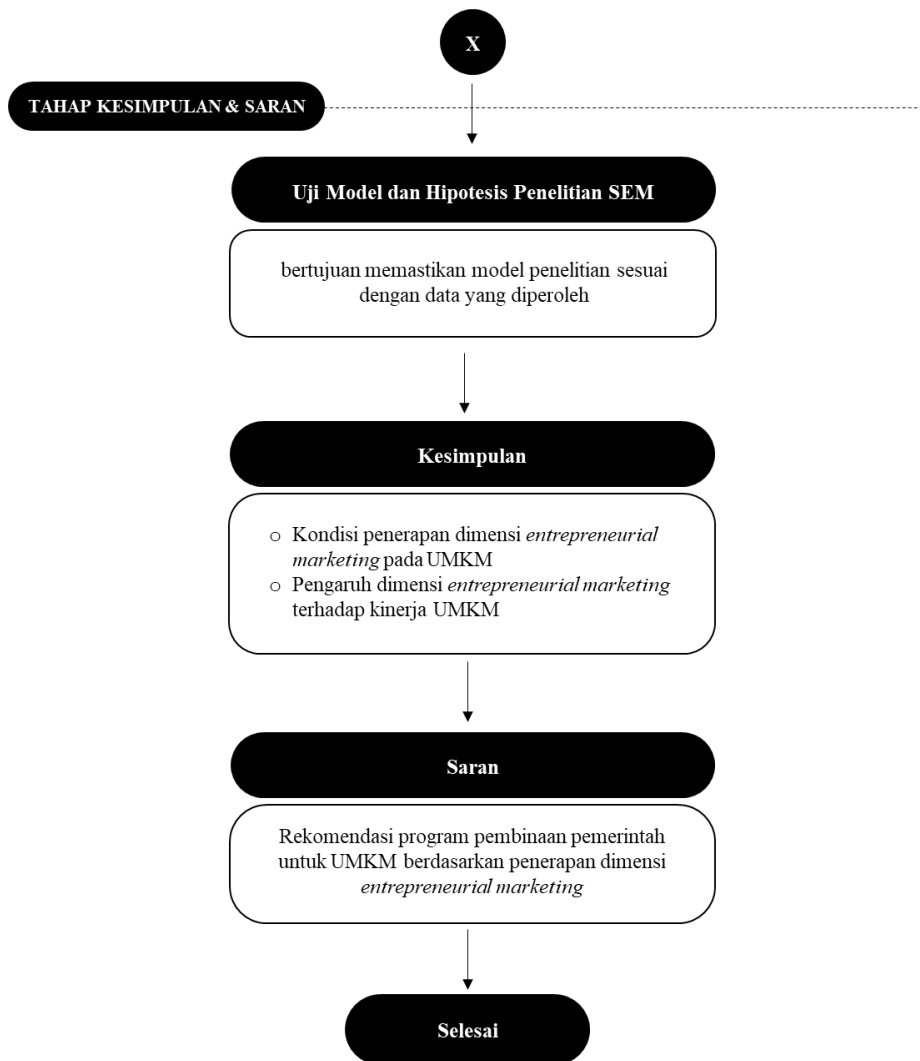 X
TAHAP KESIMPULAN & SARAN
Uji Model dan Hipotesis Penelitian SEM
bertujuan memastikan model penelitian sesuai
dengan data yang diperoleh
Kesimpulan
o Kondisi penerapan dimensi entrepreneurial
marketing pada UMKM
o Pengaruh dimensi entrepreneurial marketing
terhadap kinerja UMKM
Saran
Rekomendasi program pembinaan pemerintah
untuk UMKM berdasarkan penerapan dimensi
entrepreneurial marketing
Selesai